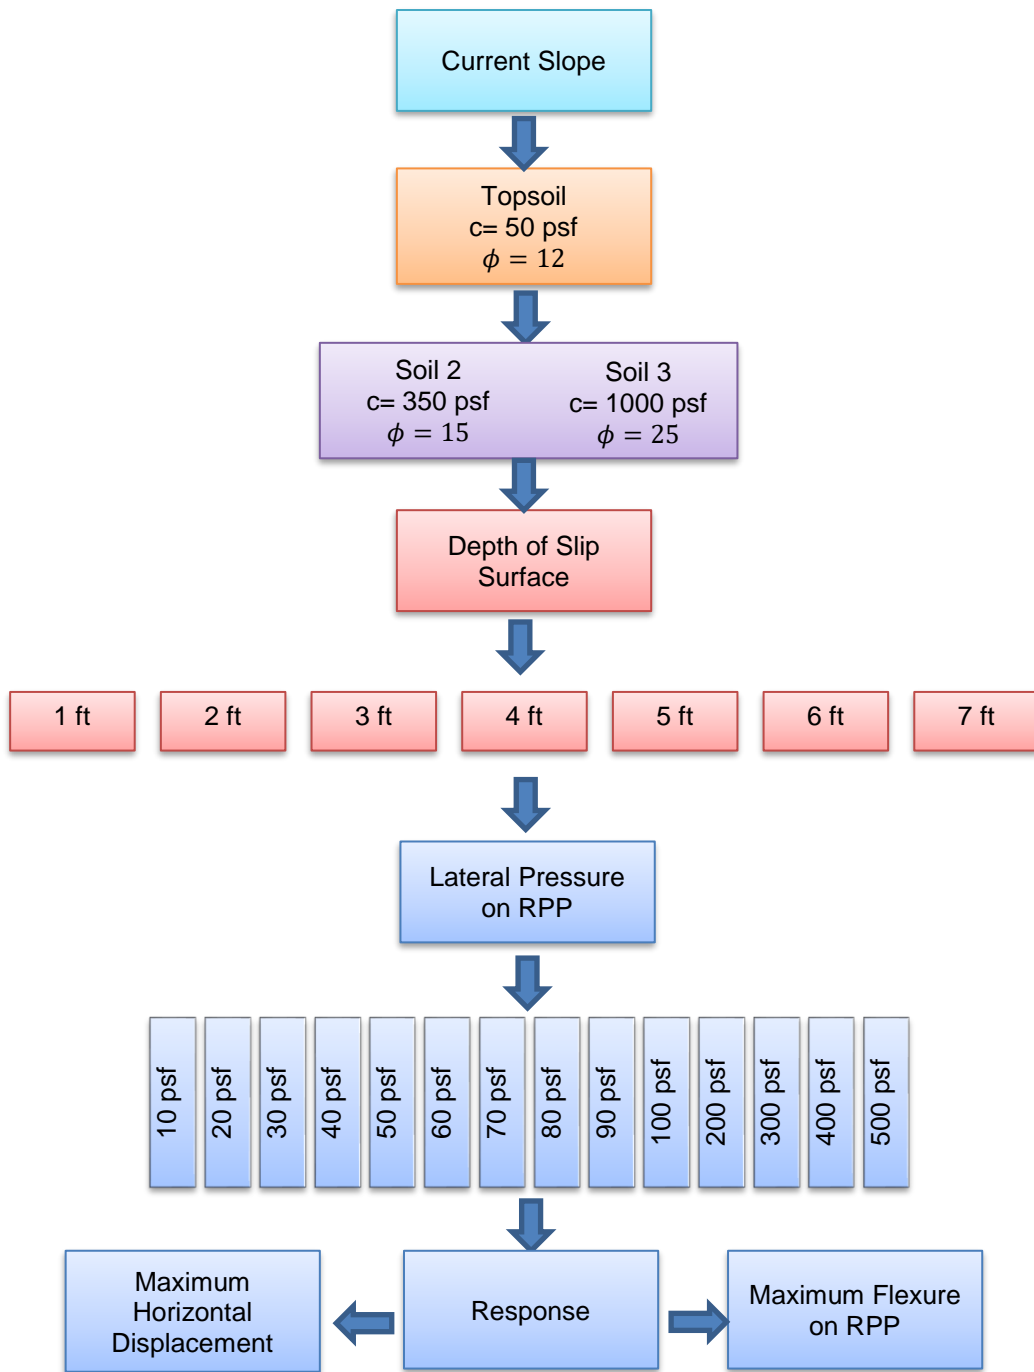 Current Slope
Topsoil
c= 50 psf
𝜙 = 12
Soil 2
c= 350 psf
𝜙 = 15
Soil 3
c= 1000 psf
𝜙 = 25
Depth of Slip
Surface
1 ft
2 ft
3 ft
4 ft
5 ft
6 ft
7 ft
Lateral Pressure
on RPP
10 psf
20 psf
30 psf
40 psf
50 psf
60 psf
70 psf
80 psf
90 psf
100 psf
200 psf
300 psf
400 psf
500 psf
Maximum
Horizontal
Displacement
Response
Maximum Flexure
on RPP